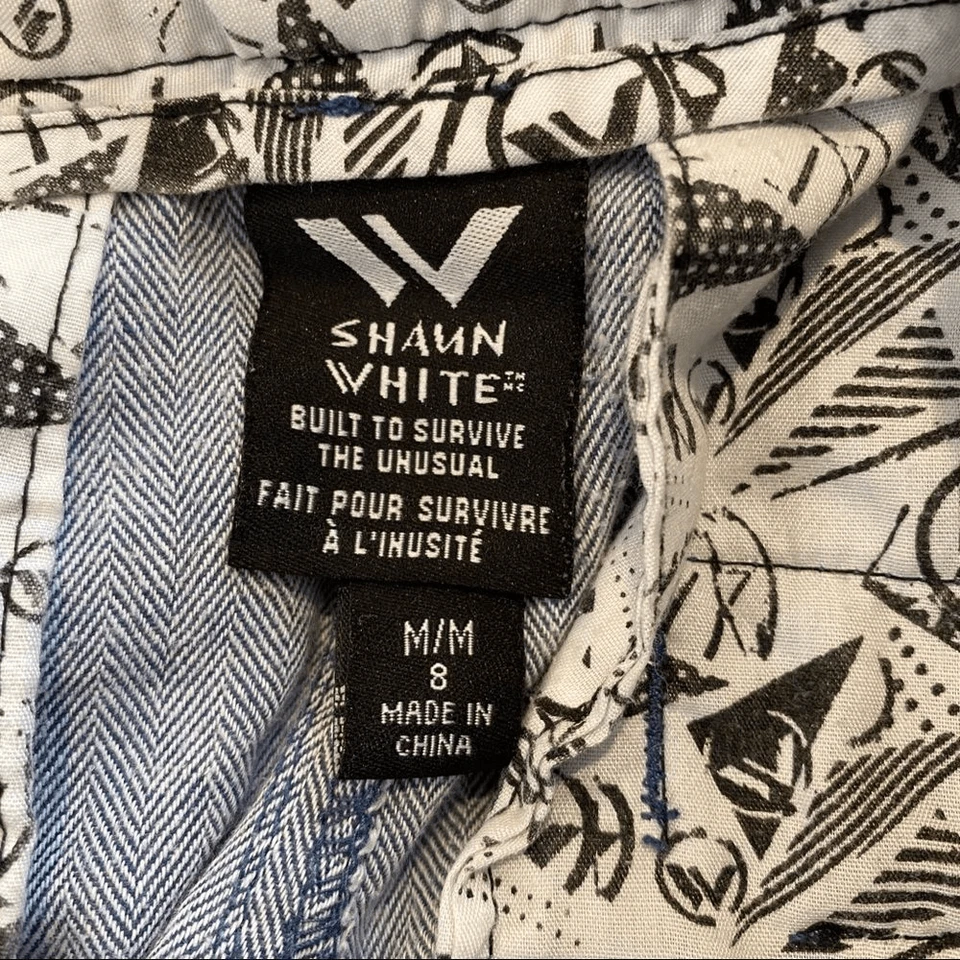 SHAUN
WHITE™ MC
BUILT TO SURVIVE
THE UNUSUAL
FAIT POUR SURVIVRE
À L'INUSITÉ
M/M
8
MADE IN
CHINA